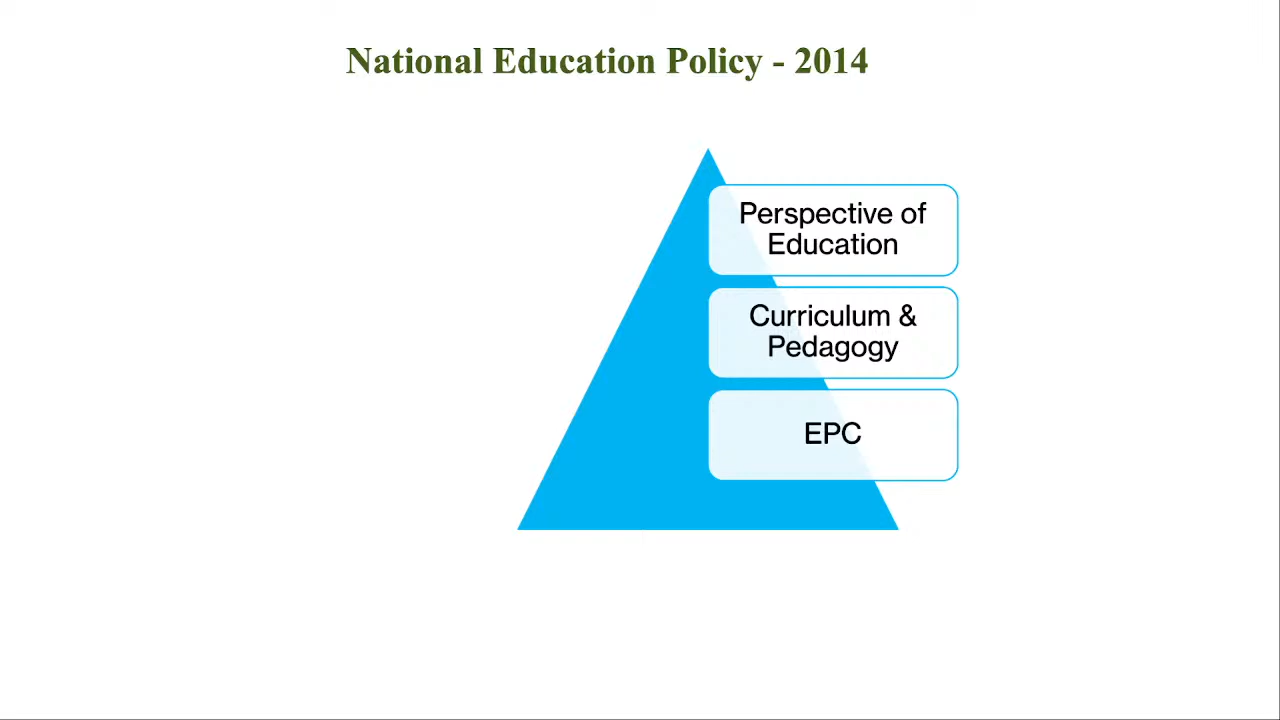 National Education Policy - 2014
Perspective of
Education
Curriculum &
Pedagogy
EPC